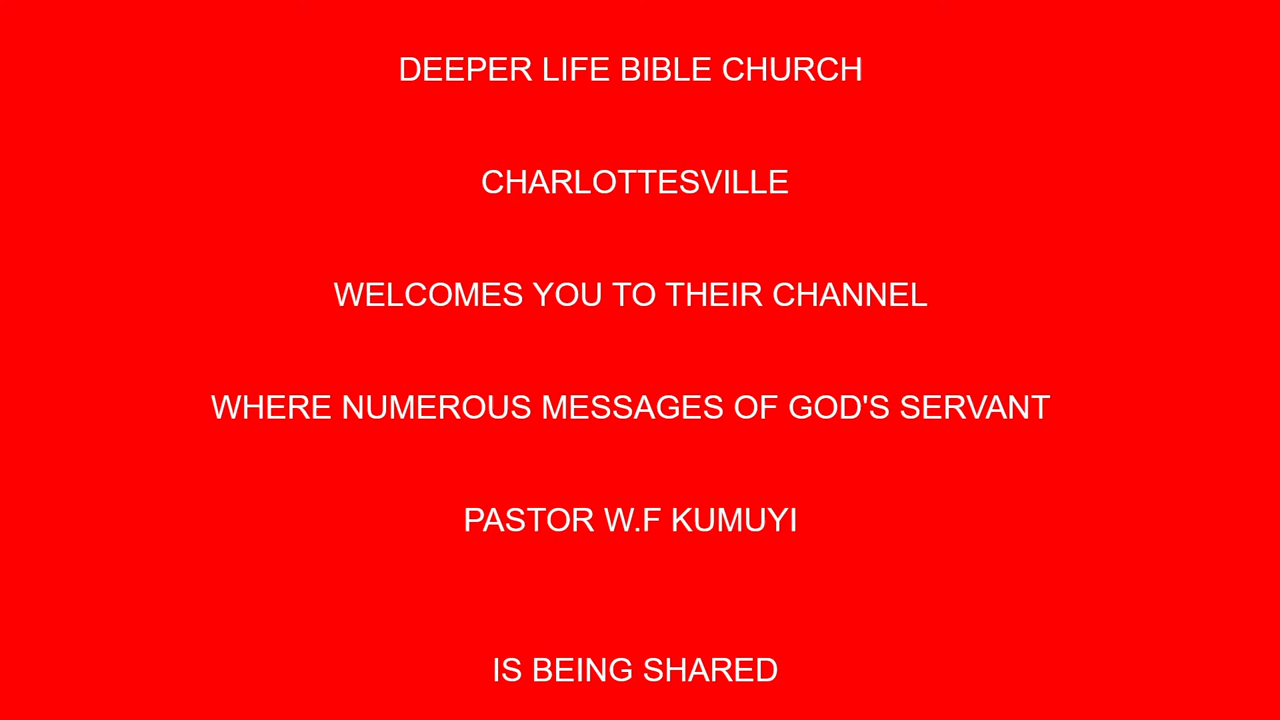 DEEPER LIFE BIBLE CHURCH
CHARLOTTESVILLE
WELCOMES YOU TO THEIR CHANNEL
WHERE NUMEROUS MESSAGES OF GOD'S SERVANT
PASTOR W.F KUMUYI
IS BEING SHARED